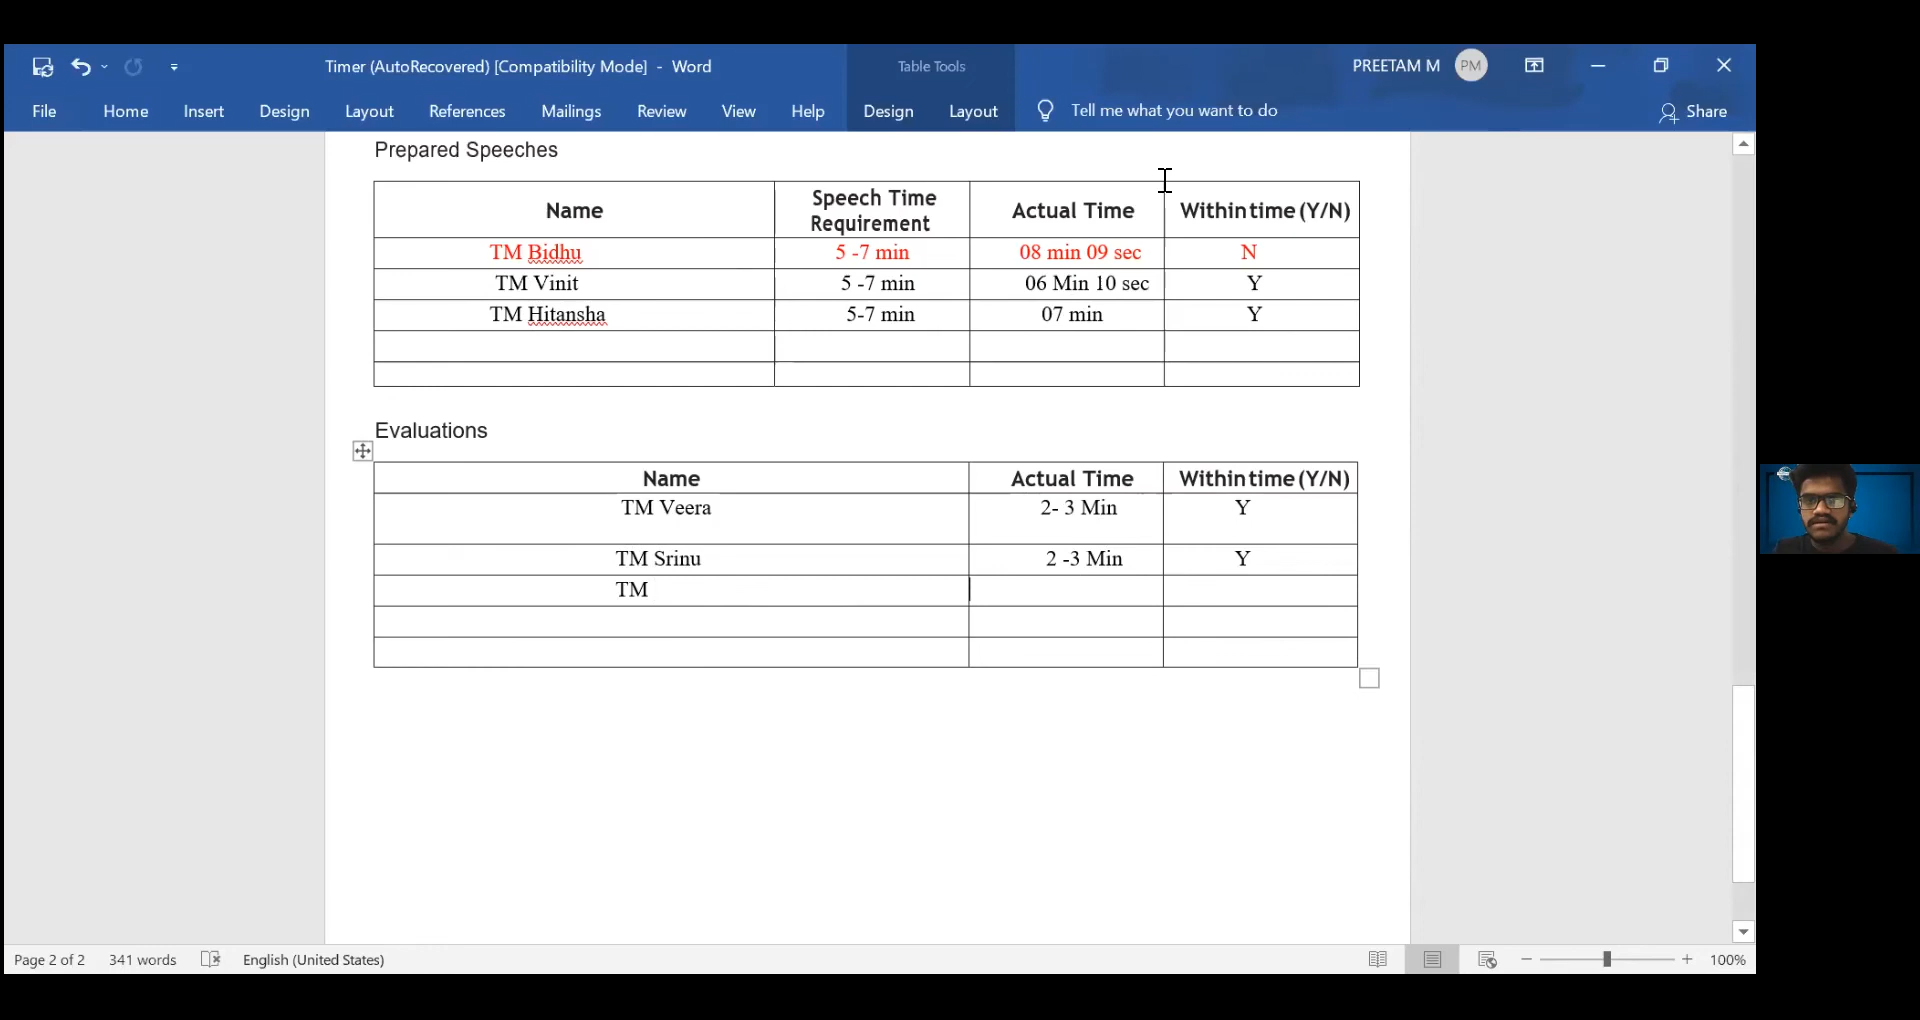 Timer (AutoRecovered) [Compatibility Mode] - Word
Table Tools
PREETAM M PM
File Home Insert Design Layout References Mailings Review View Help Design Layout Tell me what you want to do Share
Prepared Speeches
Name Speech Time Requirement Actual Time Within time (Y/N)
TM Bidhu 5 -7 min 08 min 09 sec N
TM Vinit 5 -7 min 06 Min 10 sec Y
TM Hitansha 5-7 min 07 min Y
Evaluations
Name Actual Time Within time (Y/N)
TM Veera 2- 3 Min Y
TM Srinu 2 -3 Min Y
TM
Page 2 of 2 341 words English (United States) 100%